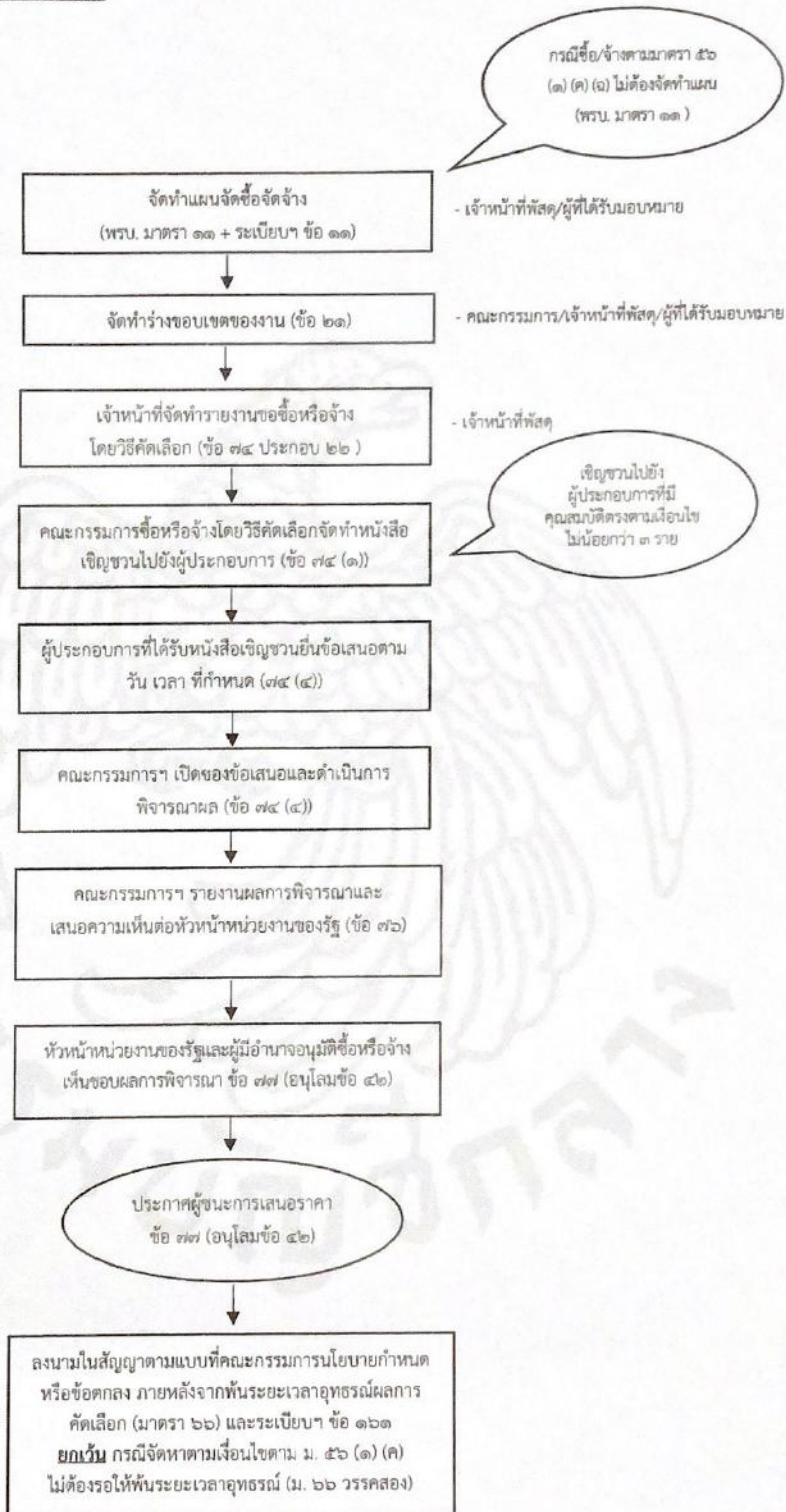 กรณีซื้อ/จ้างตามมาตรา ๕๖
(๑) (ค) (ฉ) ไม่ต้องจัดทำแผน
(พรบ. มาตรา ๑๑ )
จัดทำแผนจัดซื้อจัดจ้าง
(พรบ. มาตรา ๑๑ + ระเบียบฯ ข้อ ๑๑)
- เจ้าหน้าที่พัสดุ/ผู้ที่ได้รับมอบหมาย
จัดทำร่างขอบเขตของงาน (ข้อ ๒๑)
- คณะกรรมการ/เจ้าหน้าที่พัสดุ/ผู้ที่ได้รับมอบหมาย
เจ้าหน้าที่จัดทำรายงานขอซื้อหรือจ้าง
โดยวิธีคัดเลือก (ข้อ ๗๔ ประกอบ ๒๒ )
- เจ้าหน้าที่พัสดุ
เชิญชวนไปยัง
ผู้ประกอบการที่มี
คุณสมบัติตรงตามเงื่อนไข
ไม่น้อยกว่า ๓ ราย
คณะกรรมการซื้อหรือจ้างโดยวิธีคัดเลือกจัดทำหนังสือ
เชิญชวนไปยังผู้ประกอบการ (ข้อ ๗๔ (๑))
ผู้ประกอบการที่ได้รับหนังสือเชิญชวนยื่นข้อเสนอตาม
วัน เวลา ที่กำหนด (๗๔ (๔))
คณะกรรมการฯ เปิดซองข้อเสนอและดำเนินการ
พิจารณาผล (ข้อ ๗๔ (๔))
คณะกรรมการฯ รายงานผลการพิจารณาและ
เสนอความเห็นต่อหัวหน้าหน่วยงานของรัฐ (ข้อ ๗๖)
หัวหน้าหน่วยงานของรัฐและผู้มีอำนาจอนุมัติซื้อหรือจ้าง
เห็นชอบผลการพิจารณา ข้อ ๗๗ (อนุโลมข้อ ๔๒)
ประกาศผู้ชนะการเสนอราคา
ข้อ ๗๗ (อนุโลมข้อ ๔๒)
ลงนามในสัญญาตามแบบที่คณะกรรมการนโยบายกำหนด
หรือข้อตกลง ภายหลังจากพ้นระยะเวลาอุทธรณ์ผลการ
คัดเลือก (มาตรา ๖๖) และระเบียบฯ ข้อ ๑๖๑
ยกเว้น กรณีจัดหาตามเงื่อนไขตาม ม. ๕๖ (๑) (ค)
ไม่ต้องรอให้พ้นระยะเวลาอุทธรณ์ (ม. ๖๖ วรรคสอง)